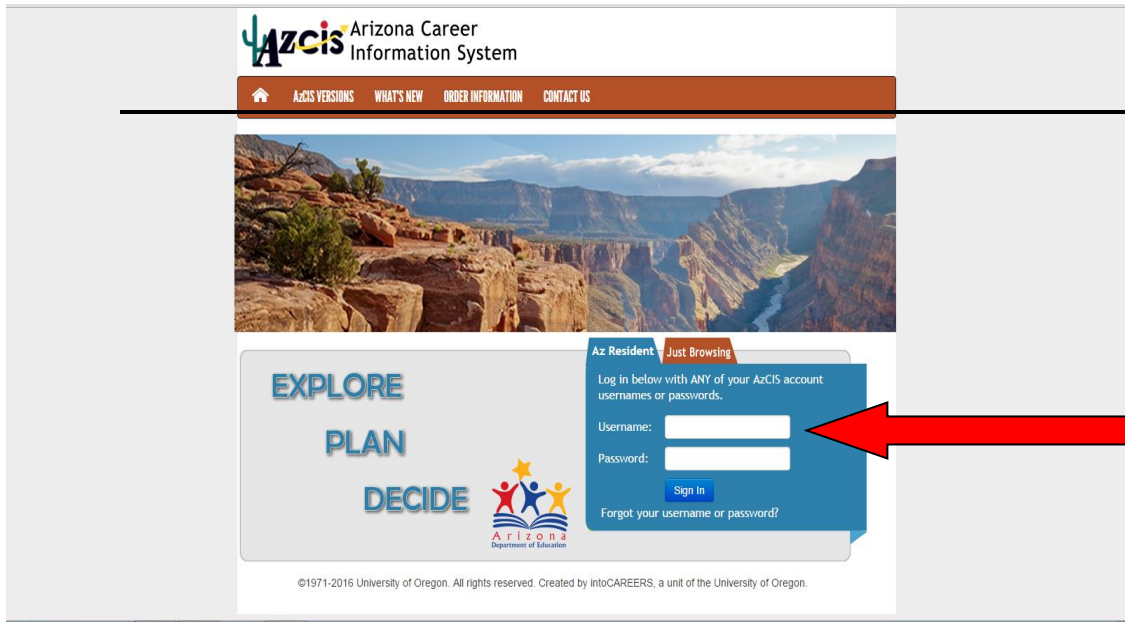 AzCIS Arizona Career
Information System
AzCIS VERSIONS WHAT'S NEW ORDER INFORMATION CONTACT US
Az Resident Just Browsing
Log in below with ANY of your AzCIS account
usernames or passwords.
EXPLORE
PLAN
DECIDE
Username:
Password:
Sign In
Forgot your username or password?
Arizona
Department of Education
©1971-2016 University of Oregon. All rights reserved. Created by intoCAREERS, a unit of the University of Oregon.